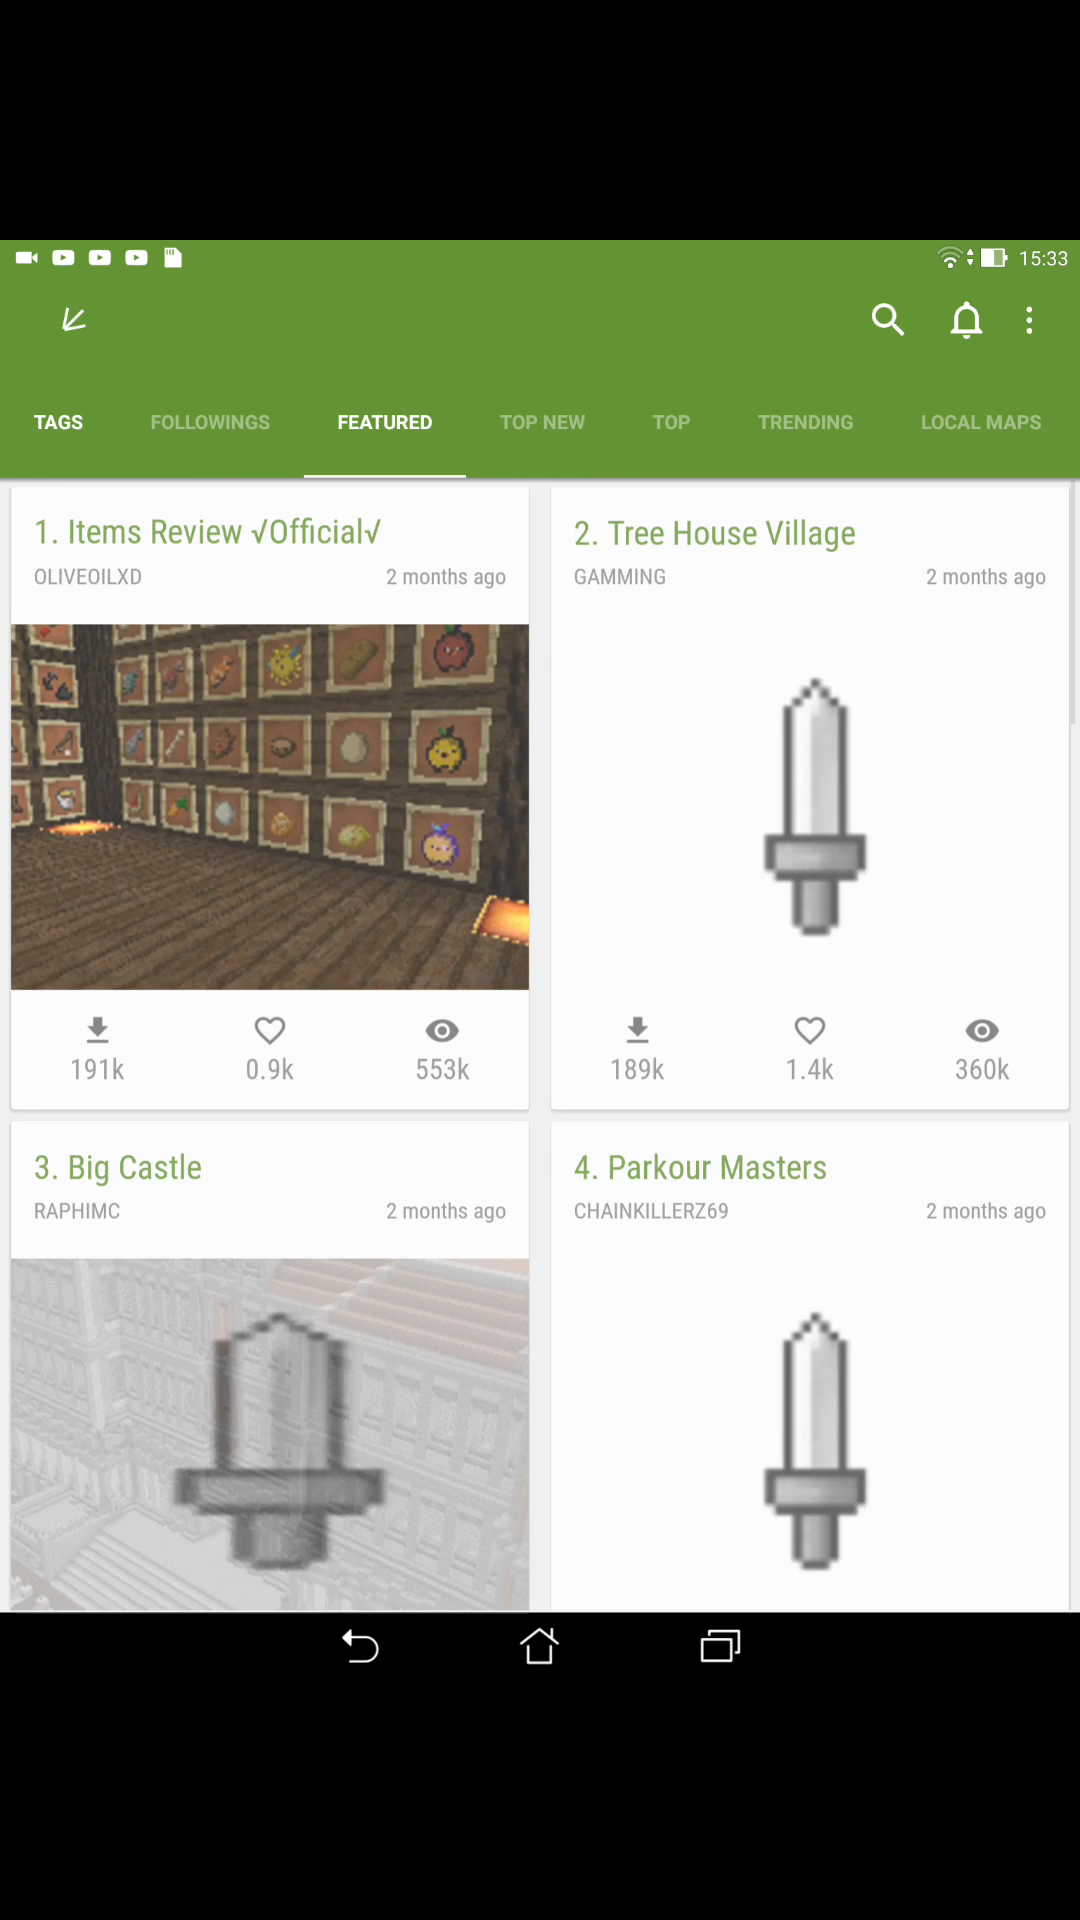 15:33
TAGS FOLLOWINGS FEATURED TOP NEW TOP TRENDING LOCAL MAPS
1. Items Review √Official√
OLIVEOILXD 2 months ago
191k 0.9k 553k
2. Tree House Village
GAMMING 2 months ago
189k 1.4k 360k
3. Big Castle
RAPHIMC 2 months ago
4. Parkour Masters
CHAINKILLERZ69 2 months ago